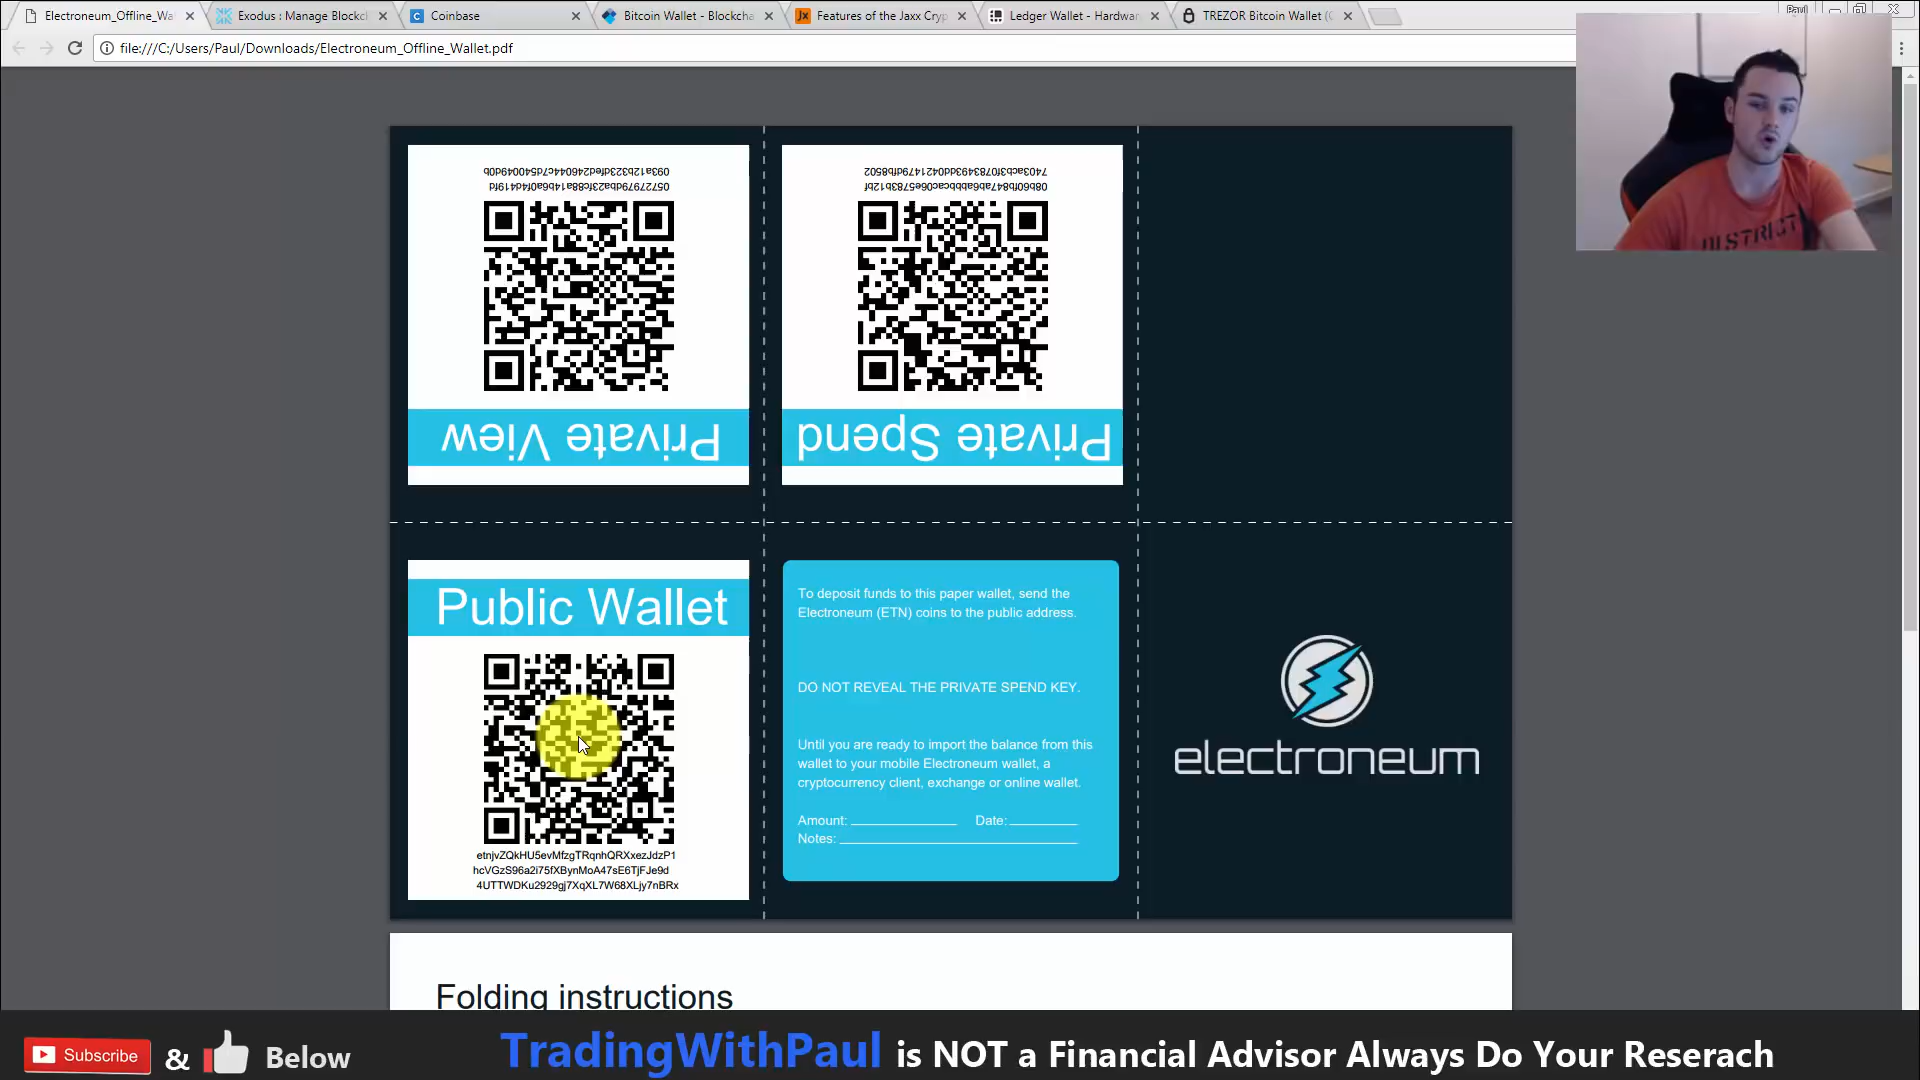 Electroneum_Offline_Wa
Exodus : Manage Blockch
Coinbase
Bitcoin Wallet - Blockcha
Features of the Jaxx Cryp
Ledger Wallet - Hardwar
TREZOR Bitcoin Wallet (
Paul
file:///C:/Users/Paul/Downloads/Electroneum_Offline_Wallet.pdf
DISTRICT
Private View
Private Spend
Public Wallet
etnjvZQkHU5evMfzgTRqnhQRXxezJdzP1
hcVGzS96a2i75fXBynMoA47sE6TjFJe9d
4UTTWDKu2929gj7XqXL7W68XLjy7nBRx
To deposit funds to this paper wallet, send the
Electroneum (ETN) coins to the public address.
DO NOT REVEAL THE PRIVATE SPEND KEY.
Until you are ready to import the balance from this
wallet to your mobile Electroneum wallet, a
cryptocurrency client, exchange or online wallet.
Amount: Date:
Notes:
electroneum
Folding instructions
Subscribe & Below
TradingWithPaul is NOT a Financial Advisor Always Do Your Reserach